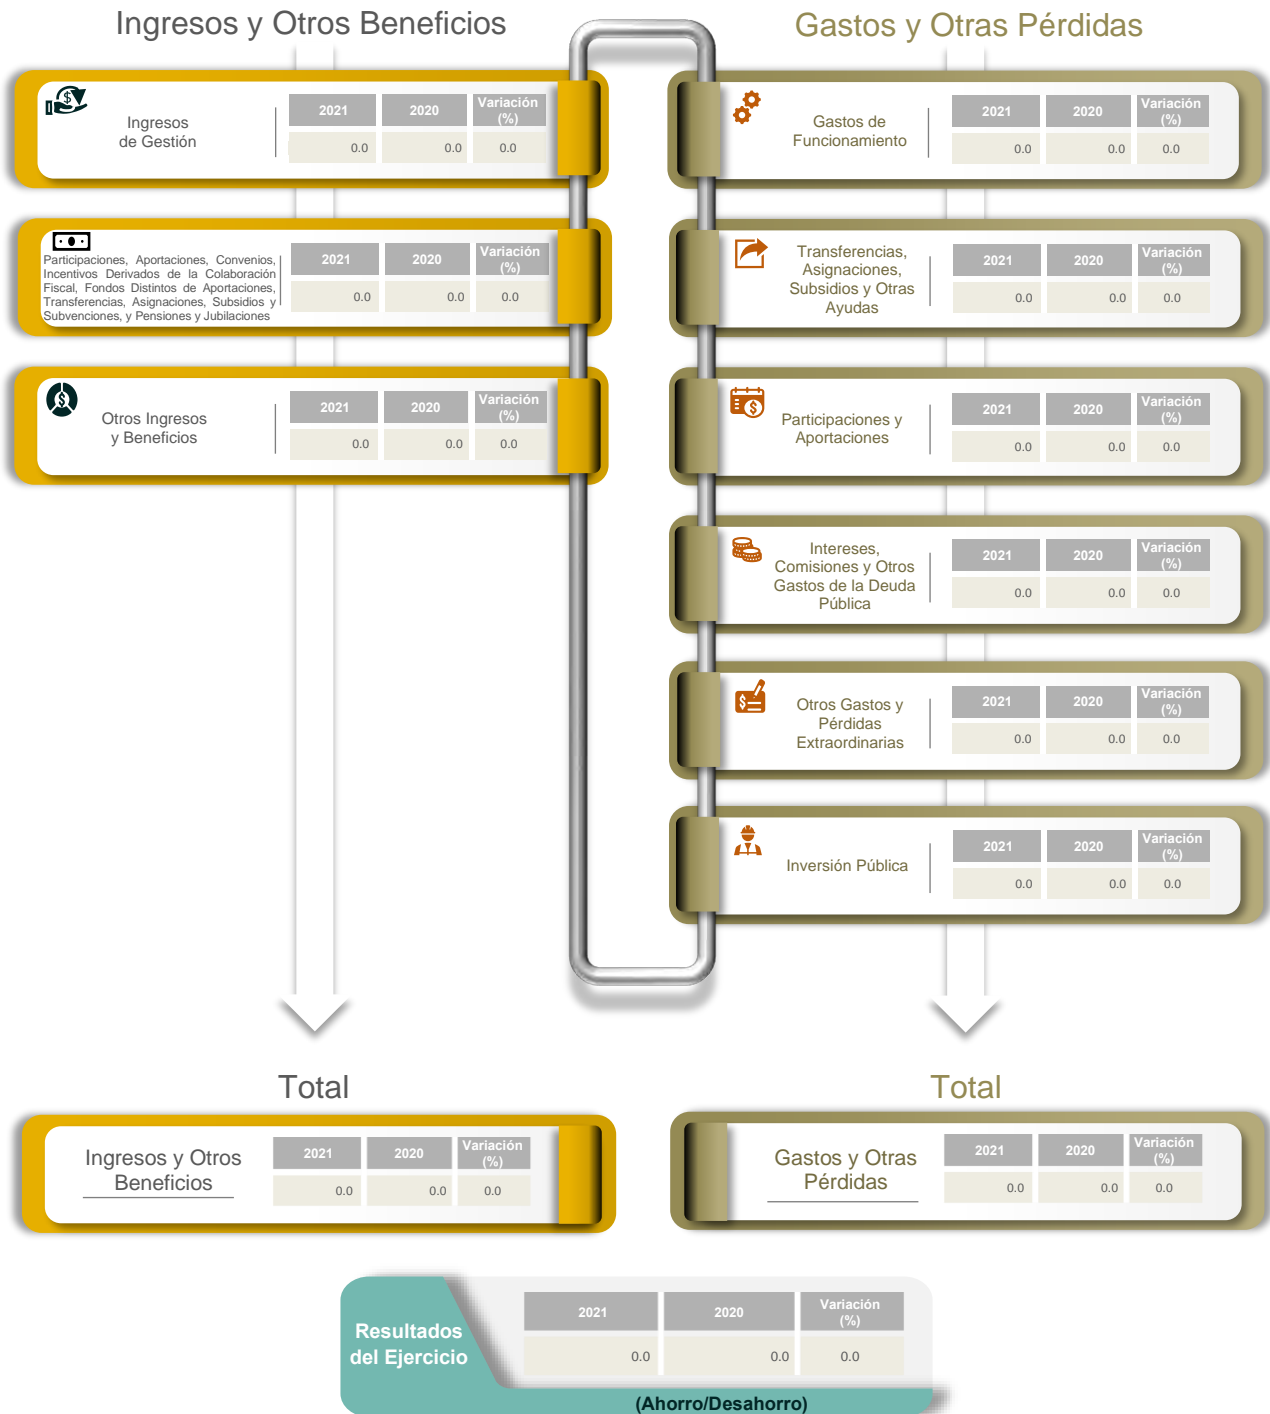 Ingresos y Otros Beneficios
Ingresos
de Gestión
2021 2020 Variación
(%)
0.0 0.0 0.0
Participaciones, Aportaciones, Convenios,
Incentivos Derivados de la Colaboración
Fiscal, Fondos Distintos de Aportaciones,
Transferencias, Asignaciones, Subsidios y
Subvenciones, y Pensiones y Jubilaciones
2021 2020 Variación
(%)
0.0 0.0 0.0
Otros Ingresos
y Beneficios
2021 2020 Variación
(%)
0.0 0.0 0.0
Gastos y Otras Pérdidas
Gastos de
Funcionamiento
2021 2020 Variación
(%)
0.0 0.0 0.0
Transferencias,
Asignaciones,
Subsidios y Otras
Ayudas
2021 2020 Variación
(%)
0.0 0.0 0.0
Participaciones y
Aportaciones
2021 2020 Variación
(%)
0.0 0.0 0.0
Intereses,
Comisiones y Otros
Gastos de la Deuda
Pública
2021 2020 Variación
(%)
0.0 0.0 0.0
Otros Gastos y
Pérdidas
Extraordinarias
2021 2020 Variación
(%)
0.0 0.0 0.0
Inversión Pública
2021 2020 Variación
(%)
0.0 0.0 0.0
Total
Ingresos y Otros
Beneficios
2021 2020 Variación
(%)
0.0 0.0 0.0
Total
Gastos y Otras
Pérdidas
2021 2020 Variación
(%)
0.0 0.0 0.0
Resultados
del Ejercicio
2021 2020 Variación
(%)
0.0 0.0 0.0
(Ahorro/Desahorro)